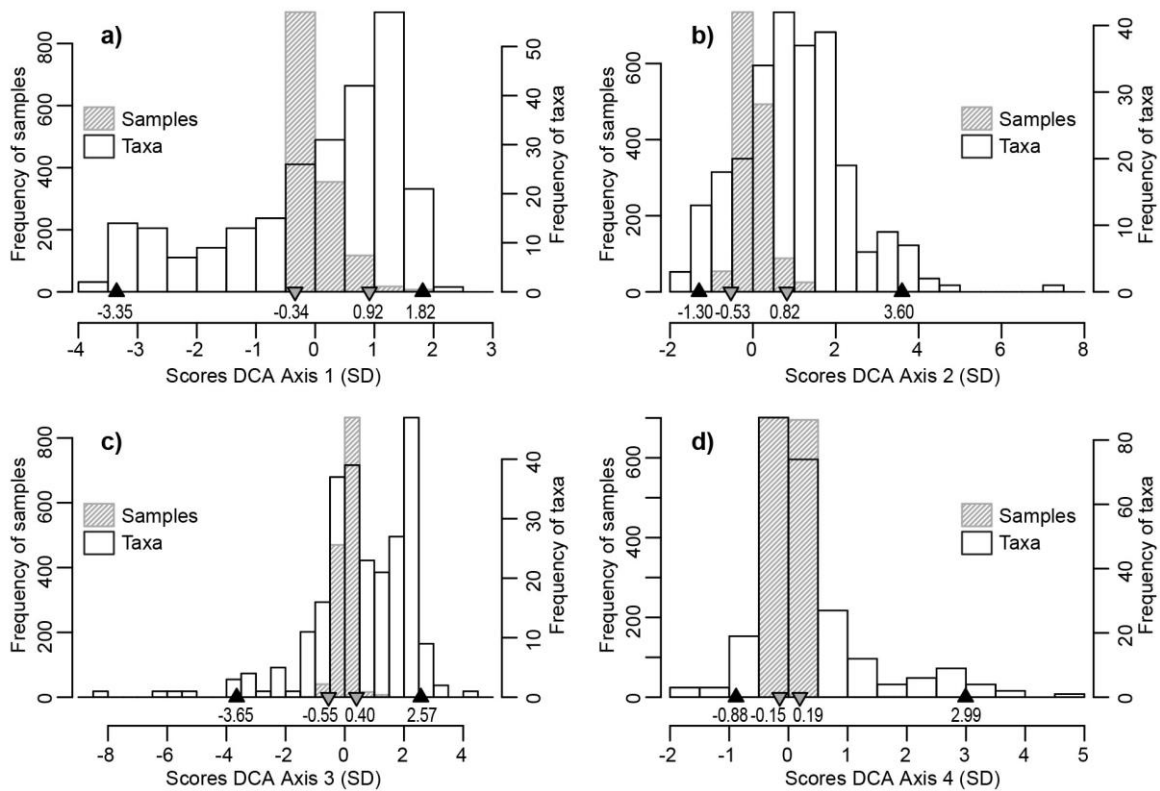 a)
Samples
Taxa
Frequency of samples
0 200 400 600 800
Frequency of taxa
0 10 20 30 40 50
-3.35 -0.34 0.92 1.82
-4 -3 -2 -1 0 1 2 3
Scores DCA Axis 1 (SD)
b)
Samples
Taxa
Frequency of samples
0 200 400 600
Frequency of taxa
0 10 20 30 40
-1.30 -0.53 0.82 3.60
-2 0 2 4 6 8
Scores DCA Axis 2 (SD)
c)
Samples
Taxa
Frequency of samples
0 200 400 600 800
Frequency of taxa
0 10 20 30 40
-3.65 -0.55 0.40 2.57
-8 -6 -4 -2 0 2 4
Scores DCA Axis 3 (SD)
d)
Samples
Taxa
Frequency of samples
0 200 400 600
Frequency of taxa
0 20 40 60 80
-0.88 -0.15 0.19 2.99
-2 -1 0 1 2 3 4 5
Scores DCA Axis 4 (SD)